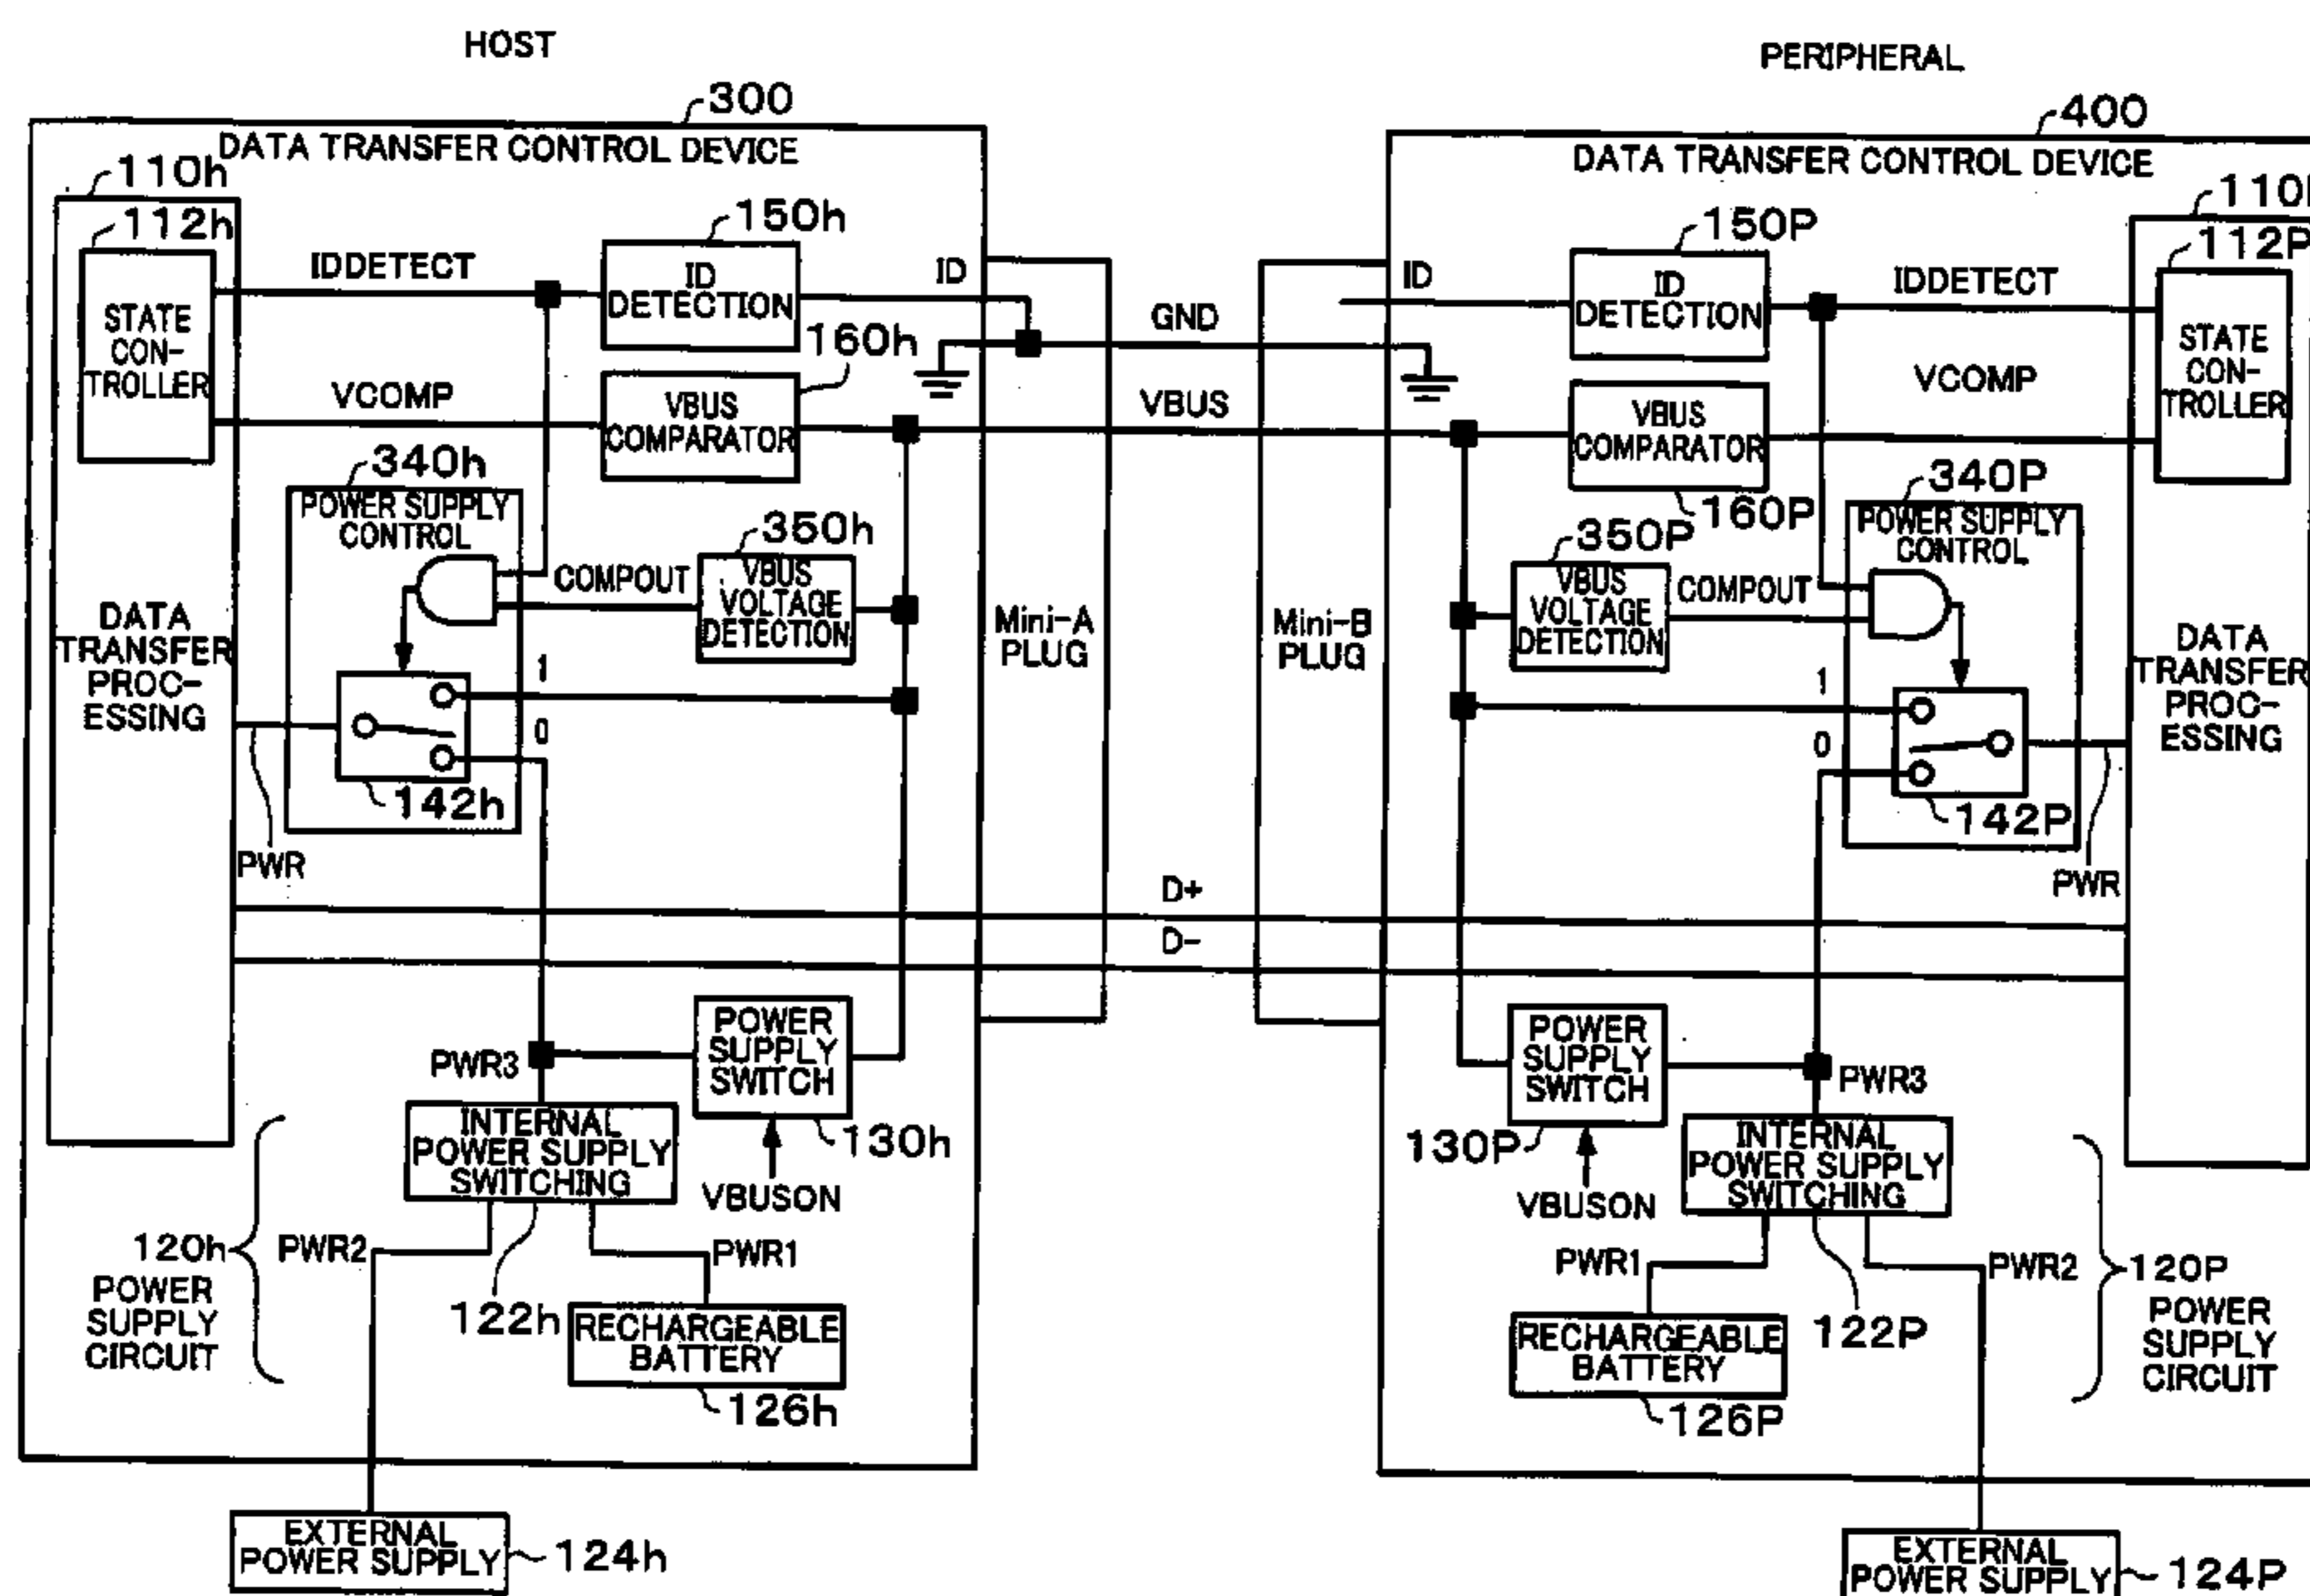 HOST
PERIPHERAL
300
400
DATA TRANSFER CONTROL DEVICE
DATA TRANSFER CONTROL DEVICE
110h
112h
STATE
CON-
TROLLER
IDDETECT
150h
ID
DETECTION
ID
GND
VCOMP
160h
VBUS
COMPARATOR
VBUS
340h
POWER SUPPLY
CONTROL
COMPOUT
350h
VBUS
VOLTAGE
DETECTION
Mini-A
PLUG
DATA
TRANSFER
PROC-
ESSING
1
0
142h
PWR
D+
D-
PWR3
POWER
SUPPLY
SWITCH
130h
VBUSON
INTERNAL
POWER SUPPLY
SWITCHING
120h
POWER
SUPPLY
CIRCUIT
PWR2
PWR1
122h
RECHARGEABLE
BATTERY
126h
EXTERNAL
POWER SUPPLY
124h
ID
150P
ID
DETECTION
IDDETECT
110
112P
STATE
CON-
TROLLER
VBUS
COMPARATOR
160P
VCOMP
340P
POWER SUPPLY
CONTROL
350P
VBUS
VOLTAGE
DETECTION
COMPOUT
Mini-B
PLUG
DATA
TRANSFER
PROC-
ESSING
1
0
142P
PWR
POWER
SUPPLY
SWITCH
130P
VBUSON
PWR3
INTERNAL
POWER SUPPLY
SWITCHING
PWR1
PWR2
120P
POWER
SUPPLY
CIRCUIT
122P
RECHARGEABLE
BATTERY
126P
EXTERNAL
POWER SUPPLY
124P